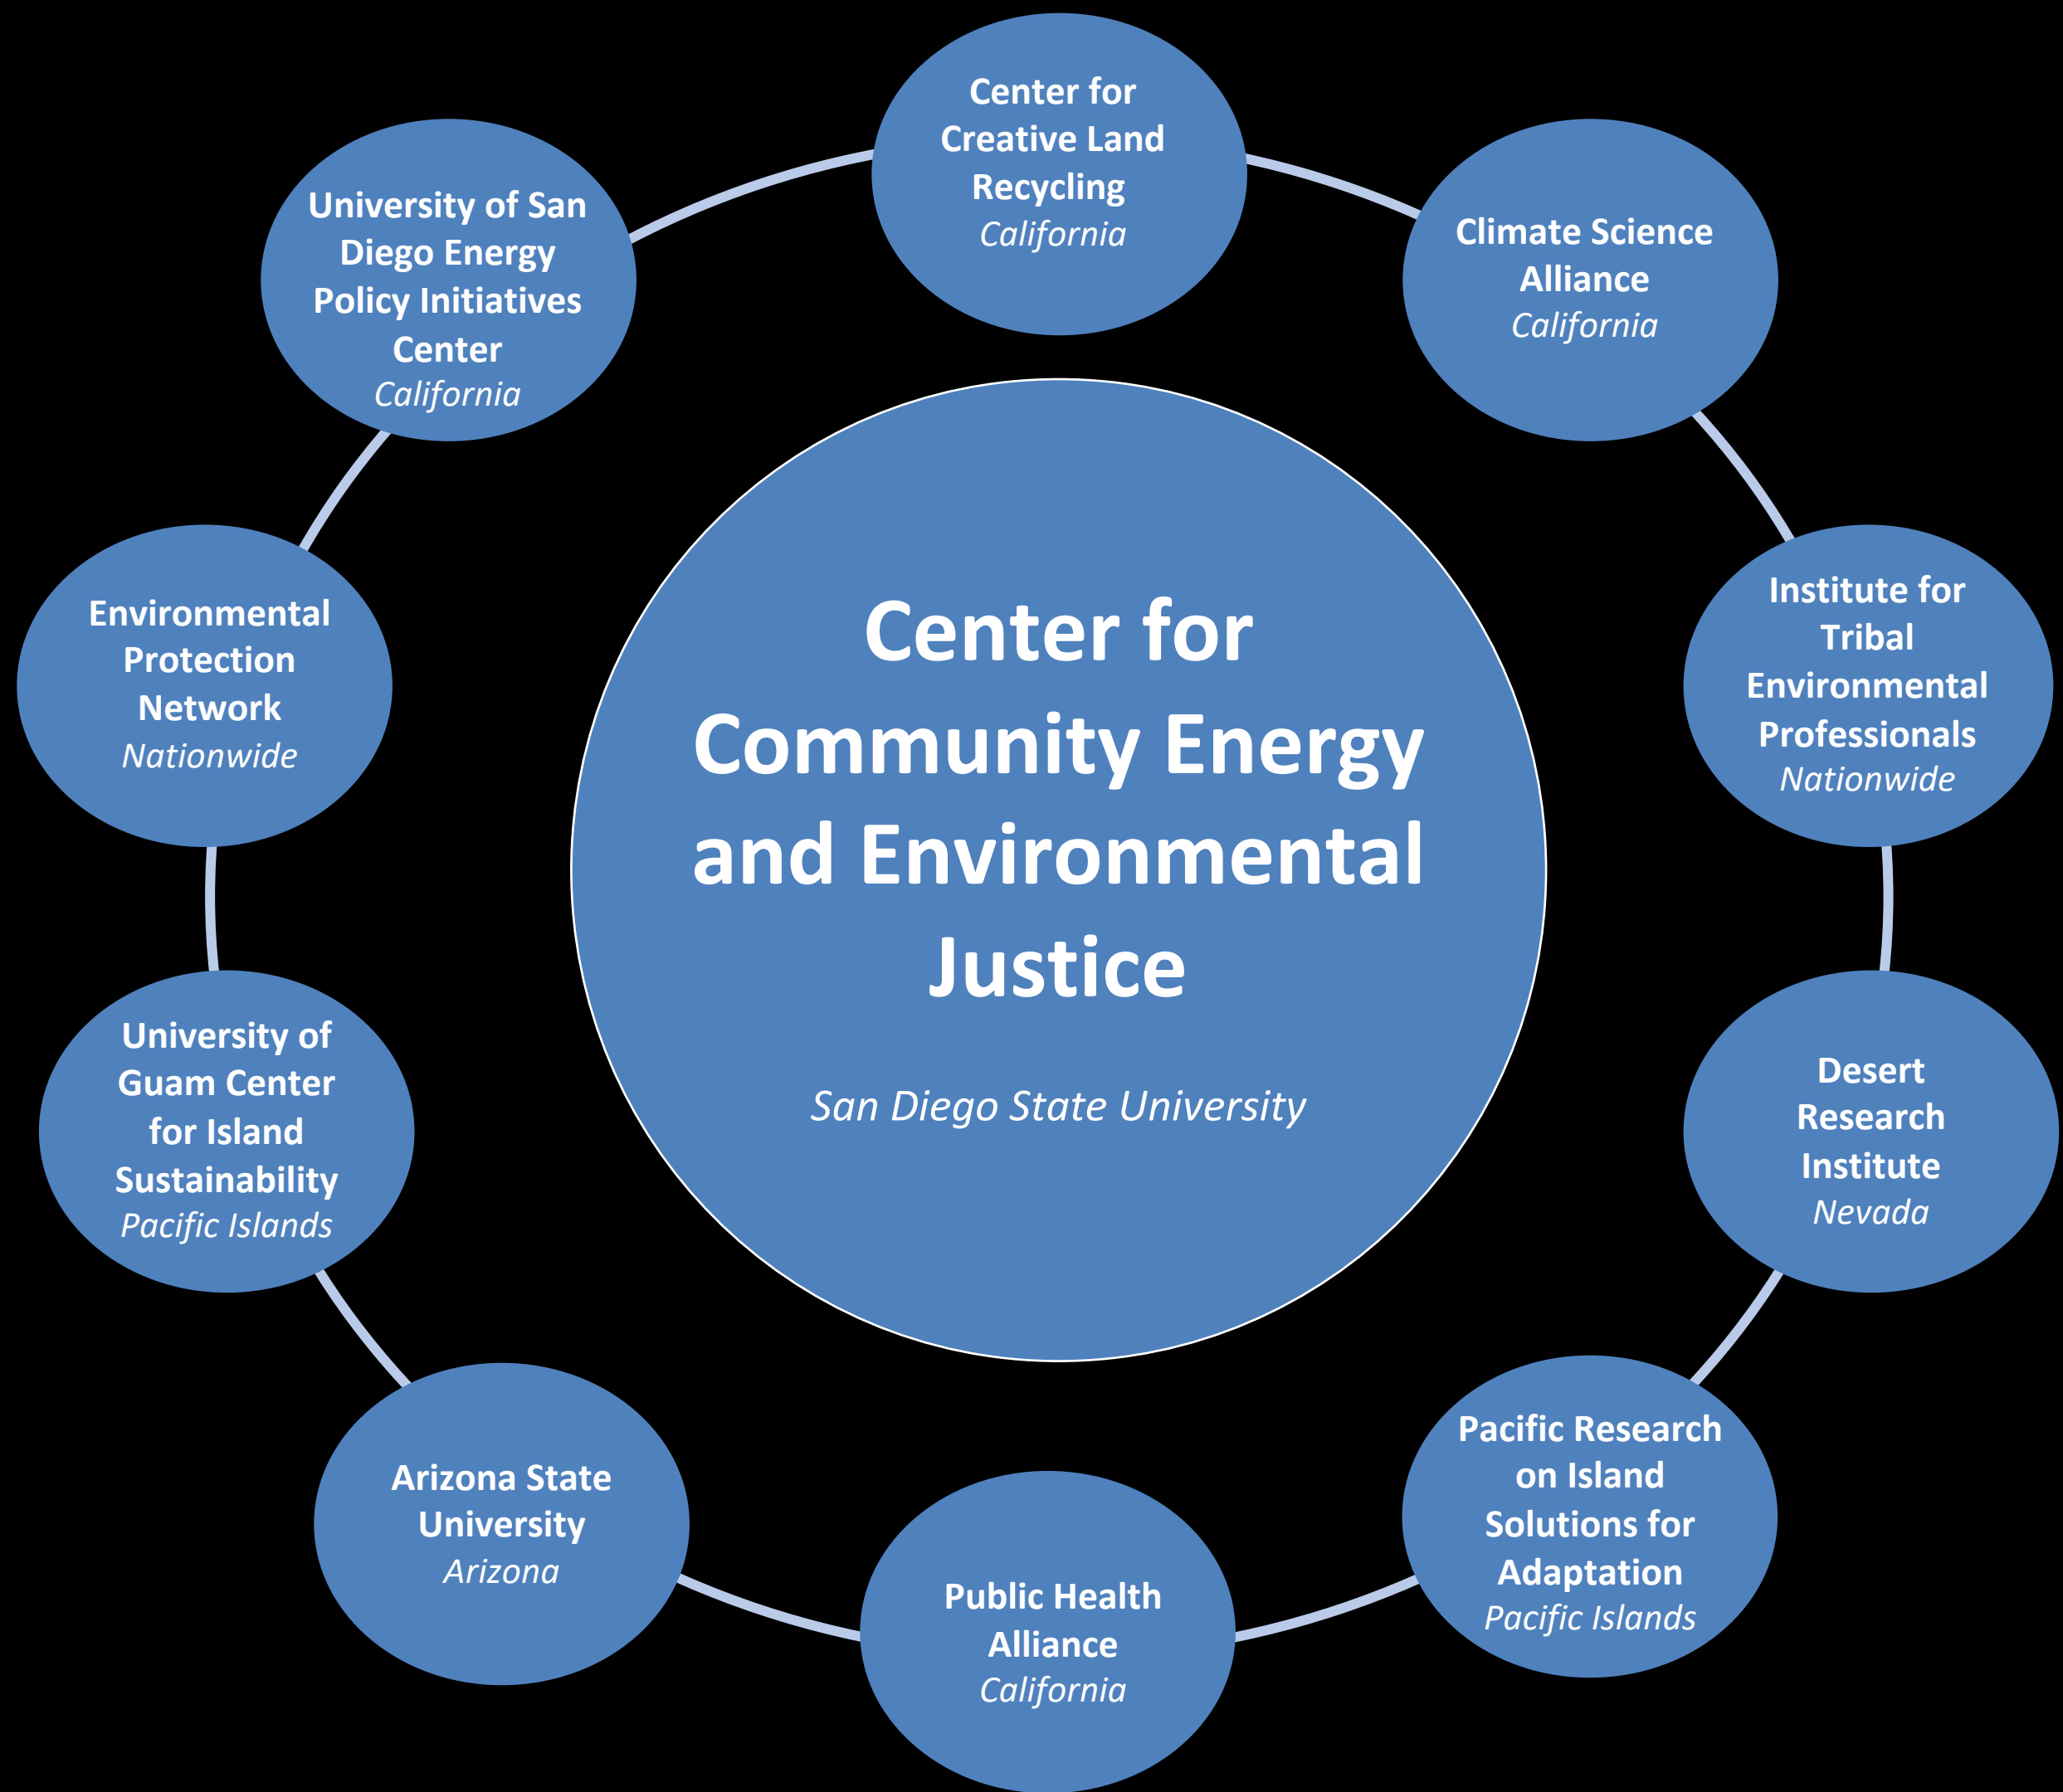 Center for
Creative Land
Recycling
California
Climate Science
Alliance
California
Institute for
Tribal
Environmental
Professionals
Nationwide
Desert
Research
Institute
Nevada
Pacific Research
on Island
Solutions for
Adaptation
Pacific Islands
Public Health
Alliance
California
Arizona State
University
Arizona
University of
Guam Center
for Island
Sustainability
Pacific Islands
Environmental
Protection
Network
Nationwide
University of San
Diego Energy
Policy Initiatives
Center
California
Center for
Community Energy
and Environmental
Justice
San Diego State University